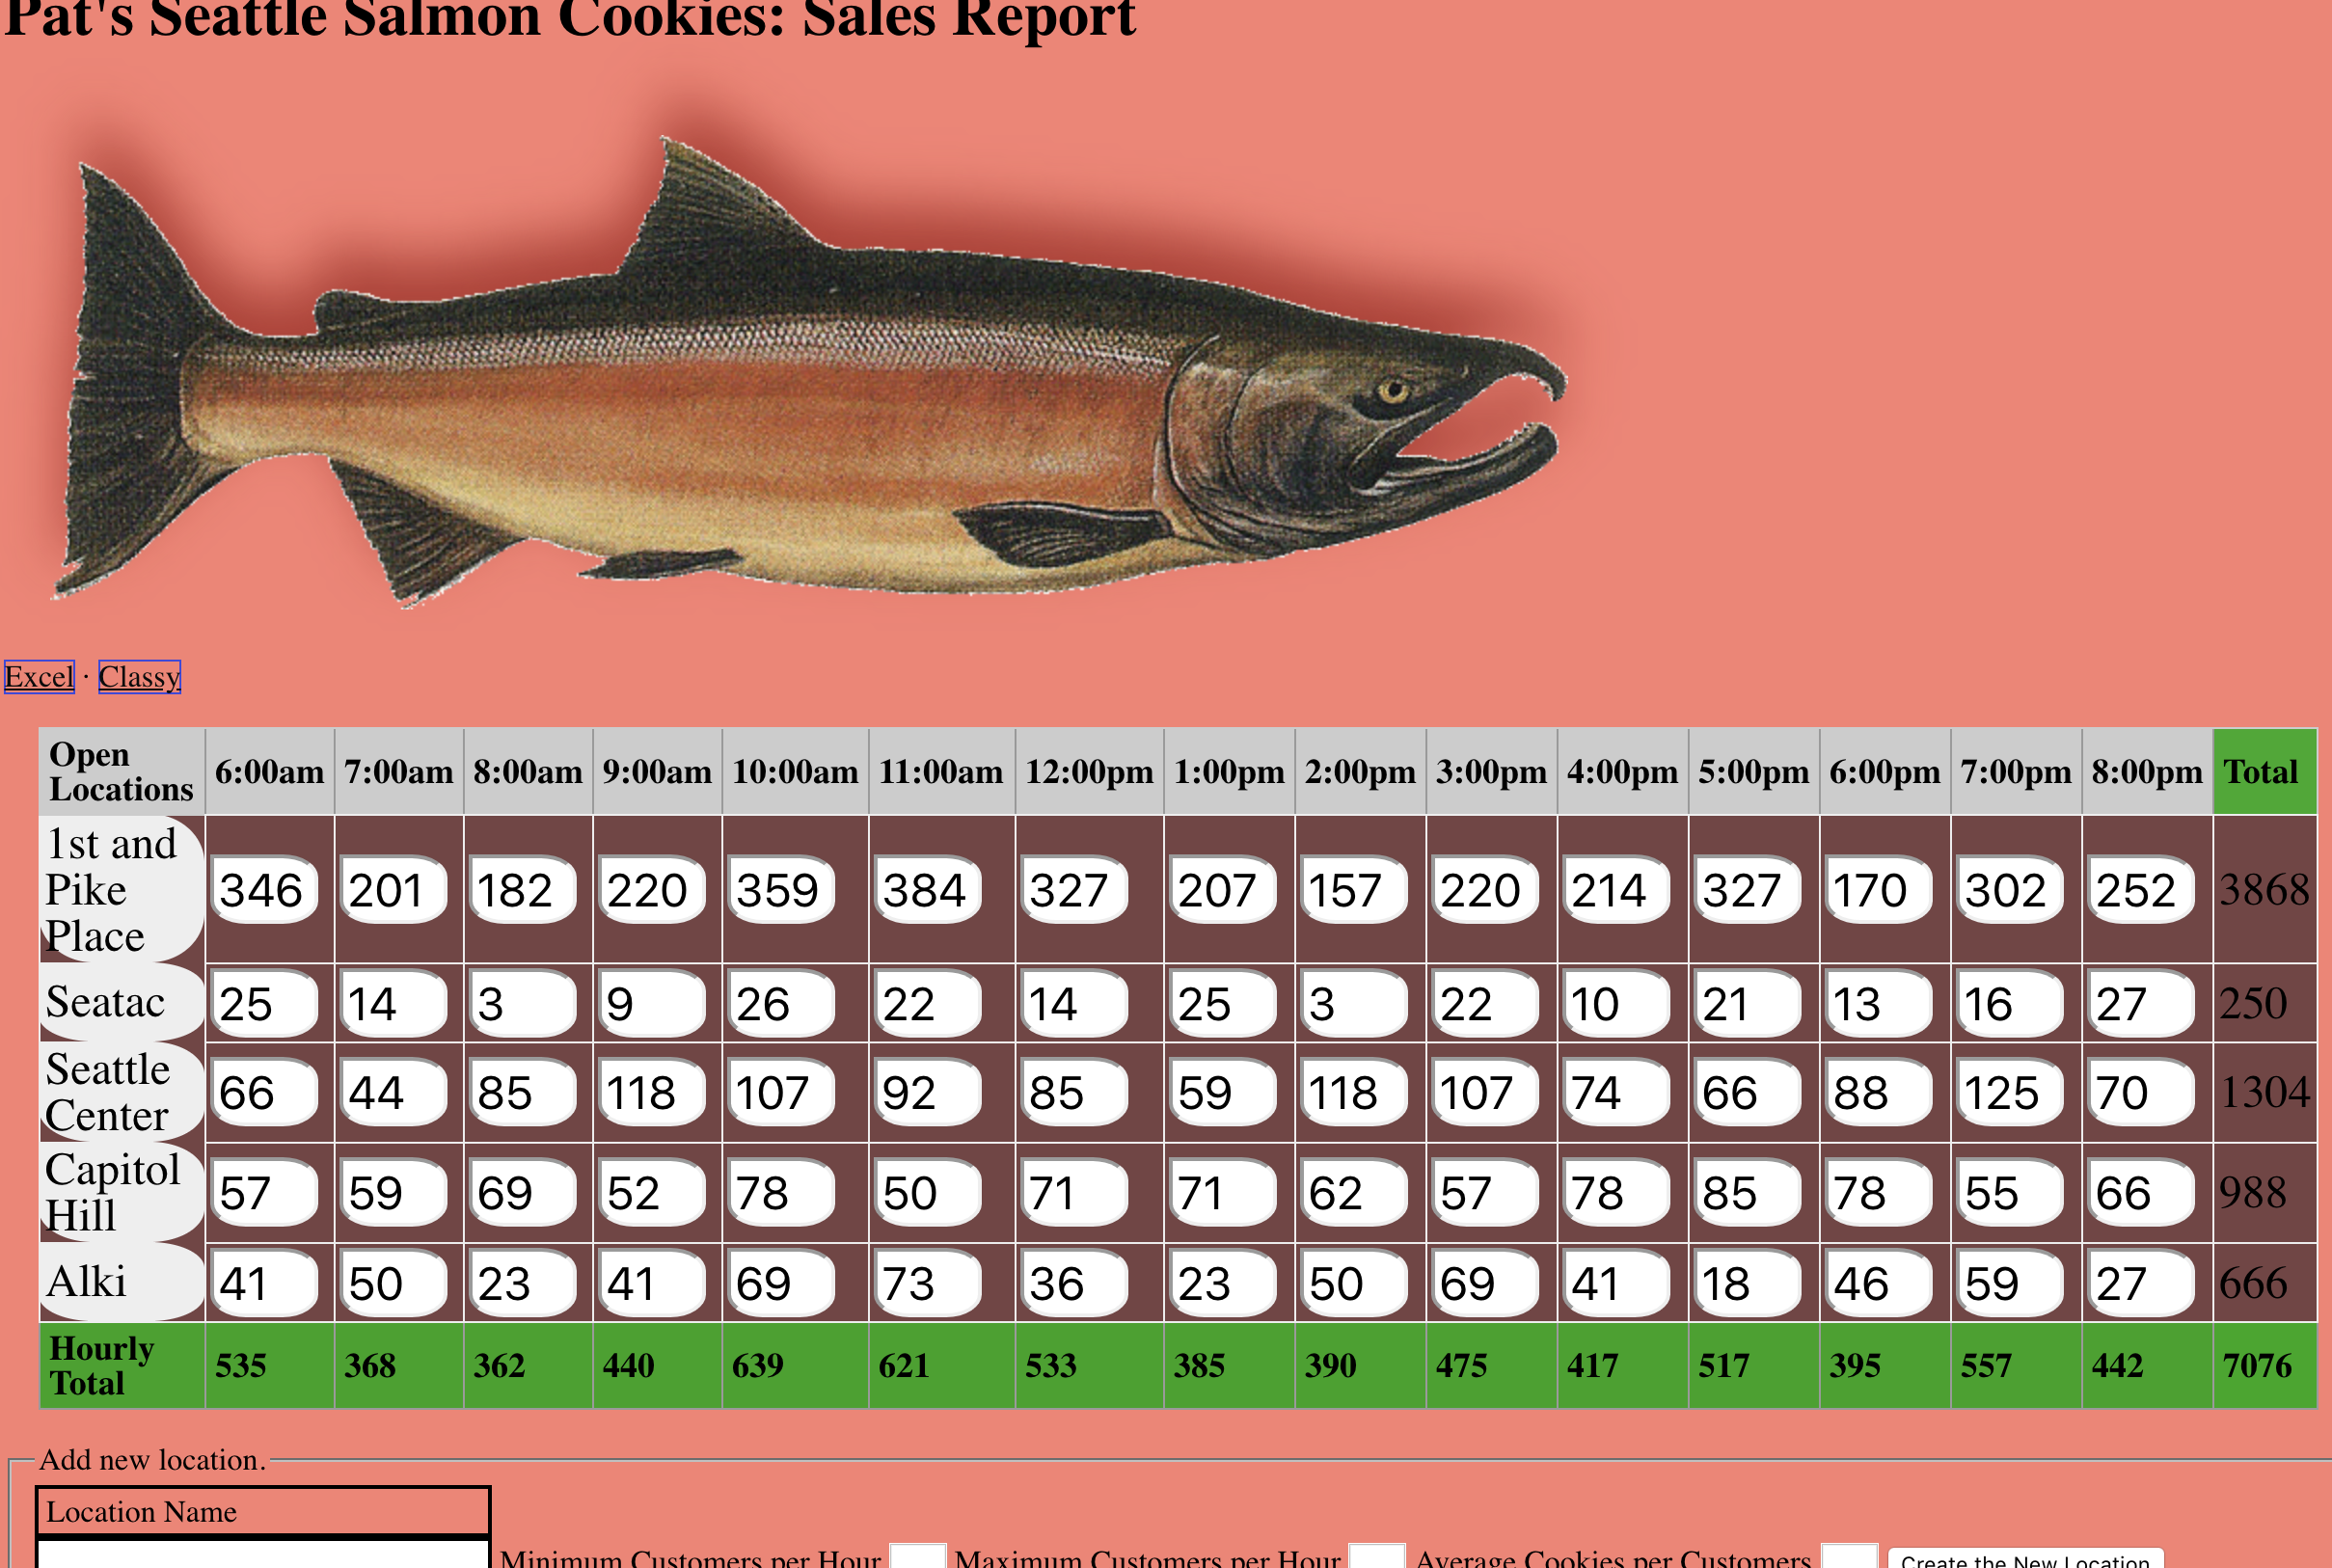 Pat's Seattle Salmon Cookies: Sales Report
Excel · Classy
Open Locations 6:00am 7:00am 8:00am 9:00am 10:00am 11:00am 12:00pm 1:00pm 2:00pm 3:00pm 4:00pm 5:00pm 6:00pm 7:00pm 8:00pm Total
1st and Pike Place 346 201 182 220 359 384 327 207 157 220 214 327 170 302 252 3868
Seatac 25 14 3 9 26 22 14 25 3 22 10 21 13 16 27 250
Seattle Center 66 44 85 118 107 92 85 59 118 107 74 66 88 125 70 1304
Capitol Hill 57 59 69 52 78 50 71 71 62 57 78 85 78 55 66 988
Alki 41 50 23 41 69 73 36 23 50 69 41 18 46 59 27 666
Hourly Total 535 368 362 440 639 621 533 385 390 475 417 517 395 557 442 7076
Add new location.
Location Name
Minimum Customers per Hour Maximum Customers per Hour Average Cookies per Customers Create the New Location